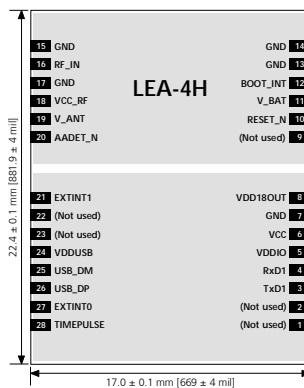 15 GND GND 14
16 RF_IN GND 13
17 GND BOOT_INT 12
LEA-4H
18 VCC_RF V_BAT 11
19 V_ANT RESET_N 10
20 AADET_N (Not used) 9
21 EXTINT1 VDD18OUT 8
22 (Not used) GND 7
23 (Not used) VCC 6
24 VDDUSB VDDIO 5
25 USB_DM RxD1 4
26 USB_DP TxD1 3
27 EXTINT0 (Not used) 2
28 TIMEPULSE (Not used) 1
22.4 ± 0.1 mm [881.9 ± 4 mil]
17.0 ± 0.1 mm [669 ± 4 mil]